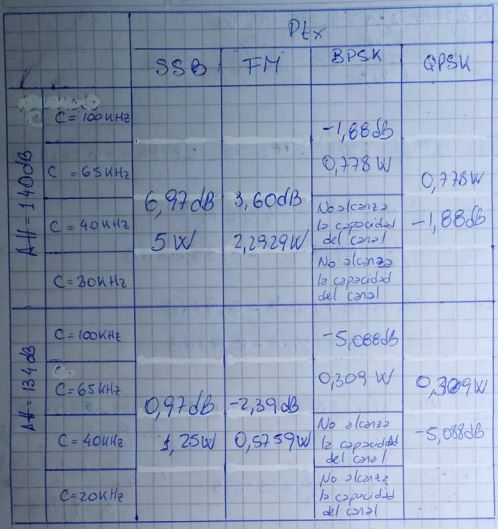 Ptx
SSB FM BPSK QPSK
AH=140dB
C=100KHz
C = 65KHz
C = 40KHz
C=20KHz
6,97dB
5W
3,60dB
2,2929W
-1,88dB
0,778W
No alcanza
la capacidad
del canal
No alcanza
la capacidad
del canal
0,778W
-1,88dB
AH=134dB
C=100KHz
C=65KHz
C=40KHz
C=20KHz
0,97dB
1,25W
-2,39dB
0,5759W
-5,088dB
0,309W
No alcanza
la capacidad
del canal
No alcanza
la capacidad
del canal
0,309W
-5,088dB